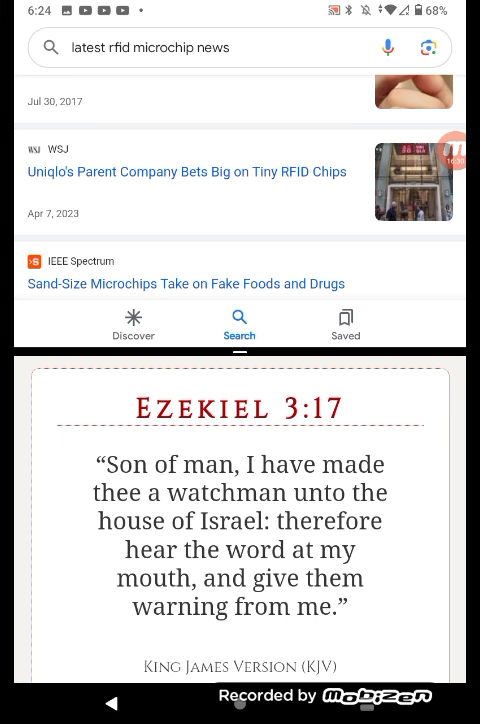 6:24
68%
latest rfid microchip news
Jul 30, 2017
WSJ WSJ
Uniqlo's Parent Company Bets Big on Tiny RFID Chips
16:30
Apr 7, 2023
S IEEE Spectrum
Sand-Size Microchips Take on Fake Foods and Drugs
Discover Search Saved
EZEKIEL 3:17
“Son of man, I have made
thee a watchman unto the
house of Israel: therefore
hear the word at my
mouth, and give them
warning from me.”
KING JAMES VERSION (KJV)
Recorded by Mobizen